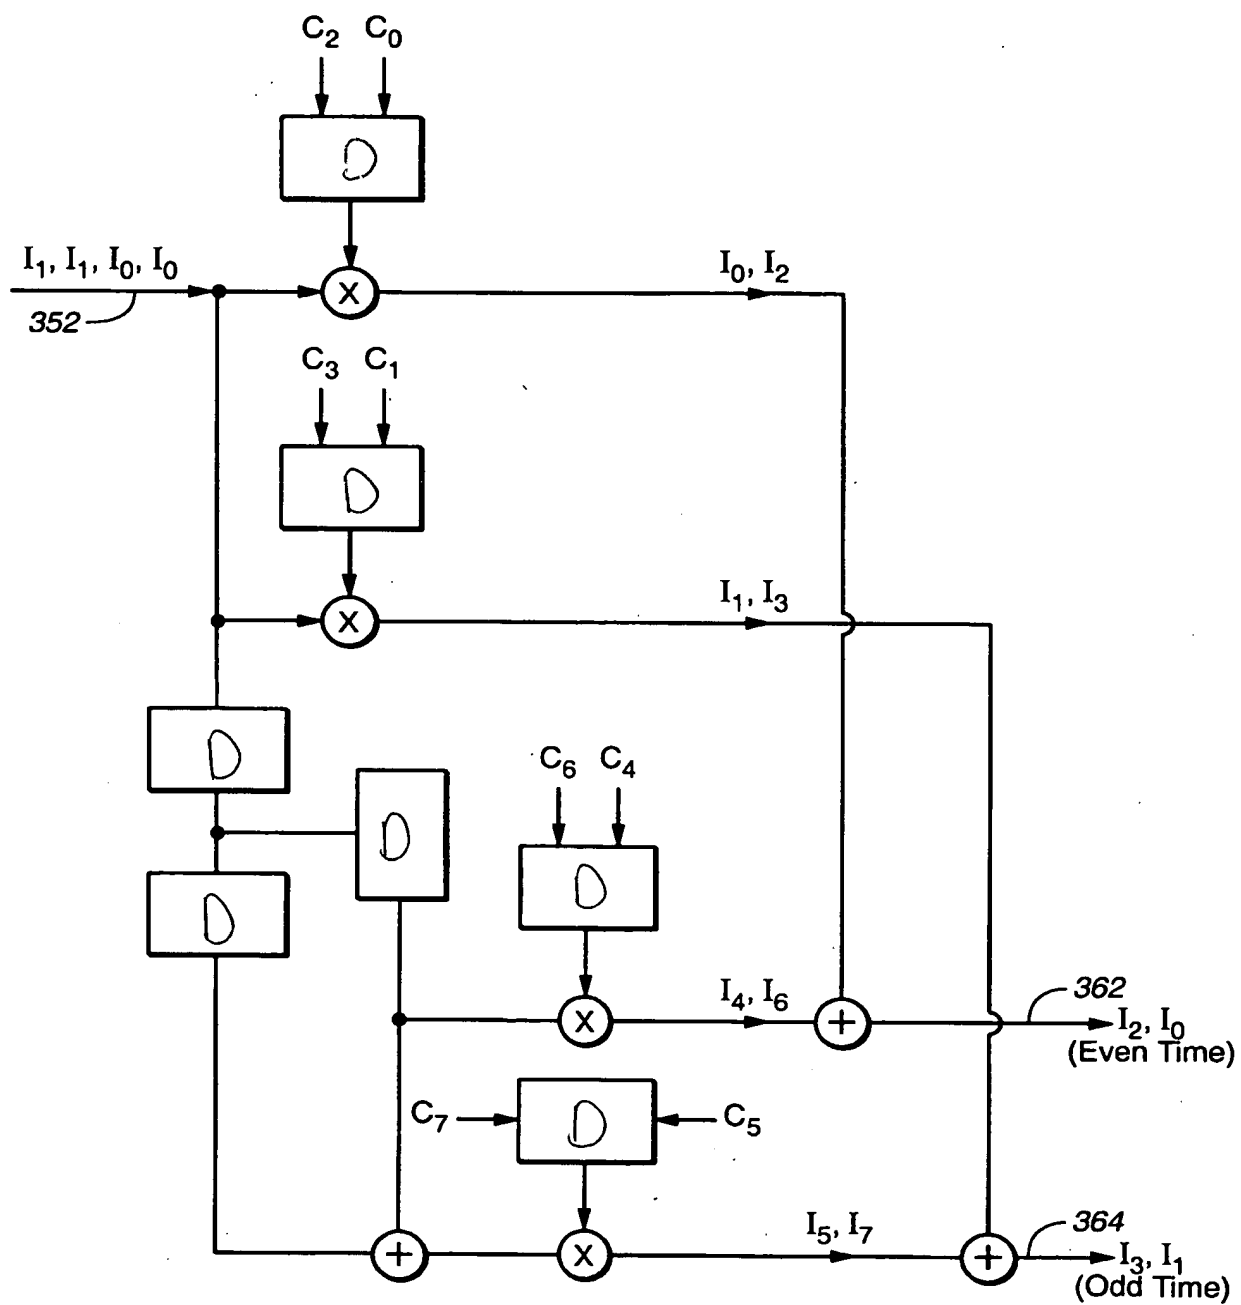 C₂ C₀
D
I₁, I₁, I₀, I₀
352
X
I₀, I₂
C₃ C₁
D
X
I₁, I₃
D
C₆ C₄
D
D
D
X
I₄, I₆
+
362
I₂, I₀
(Even Time)
C₇
D
C₅
+
X
I₅, I₇
+
364
I₃, I₁
(Odd Time)